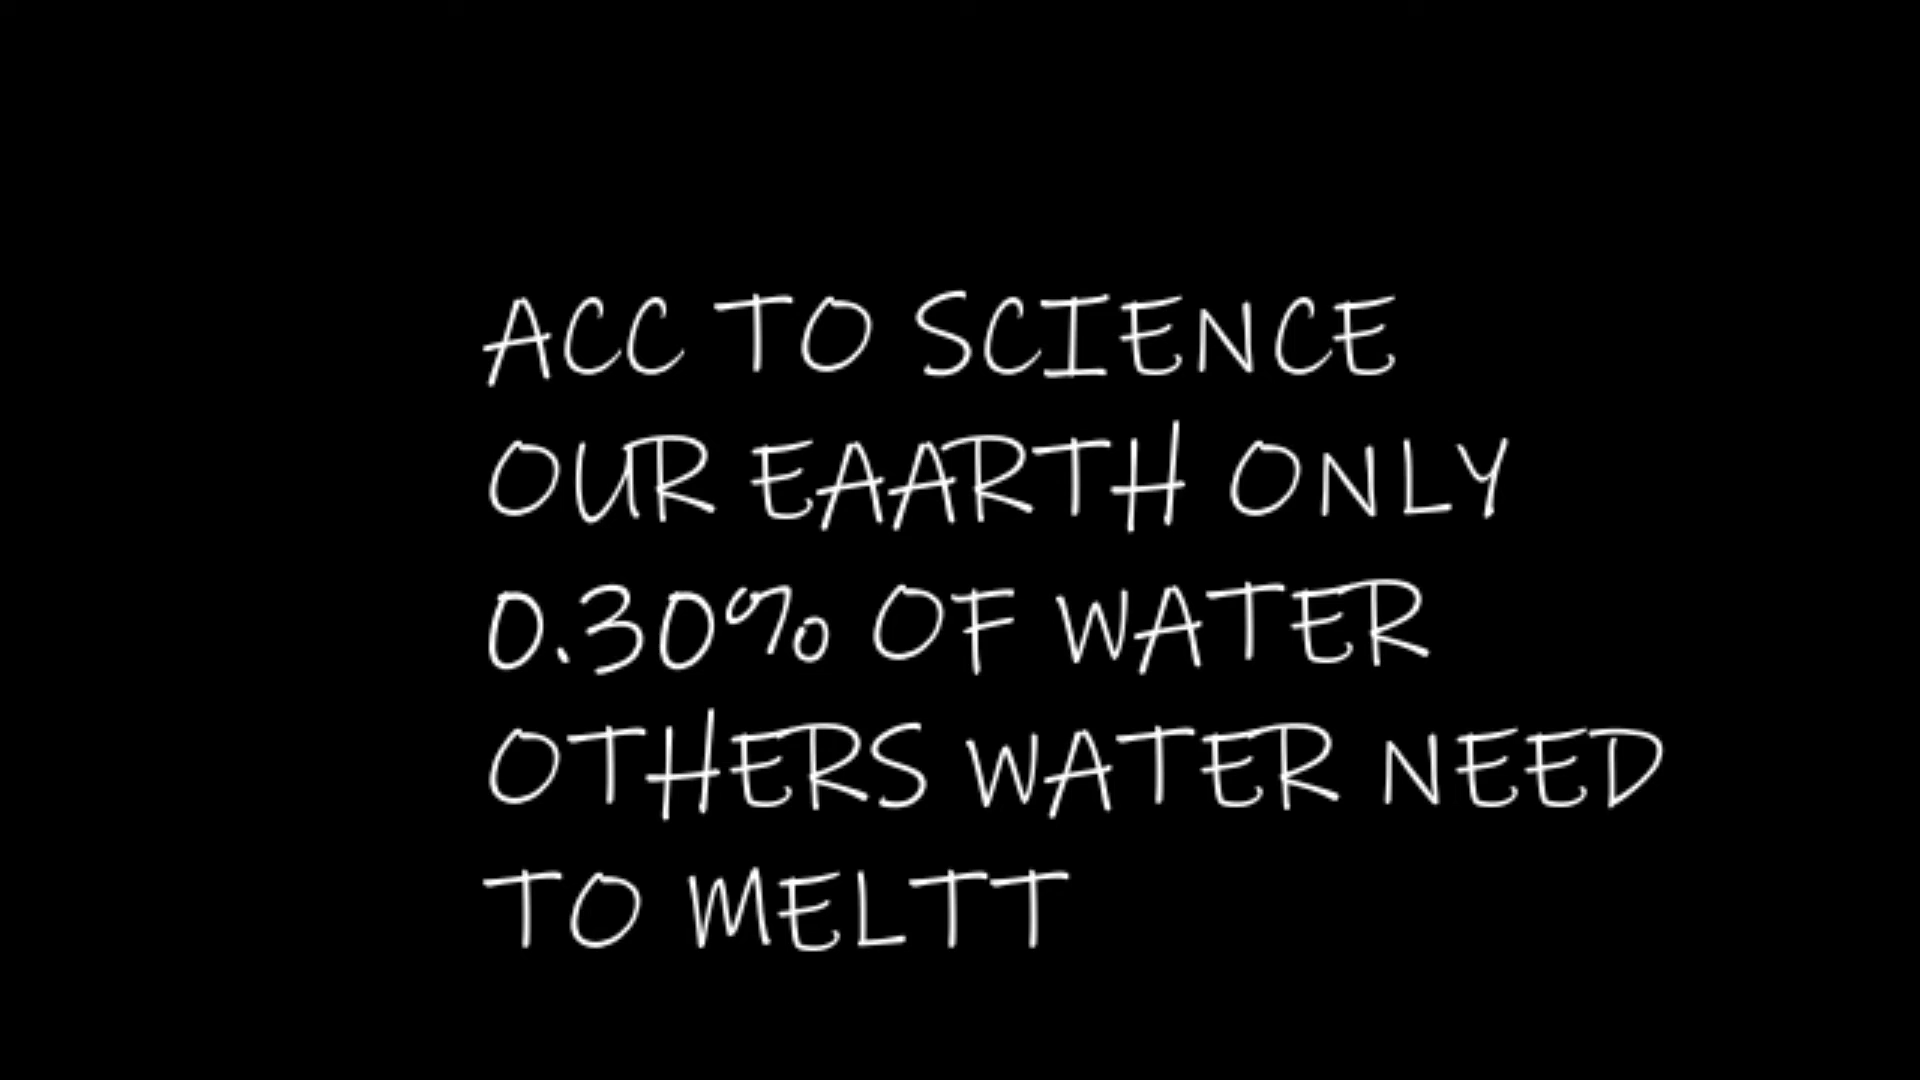 ACC TO SCIENCE
OUR EAARTH ONLY
0.30% OF WATER
OTHERS WATER NEED
TO MELTT